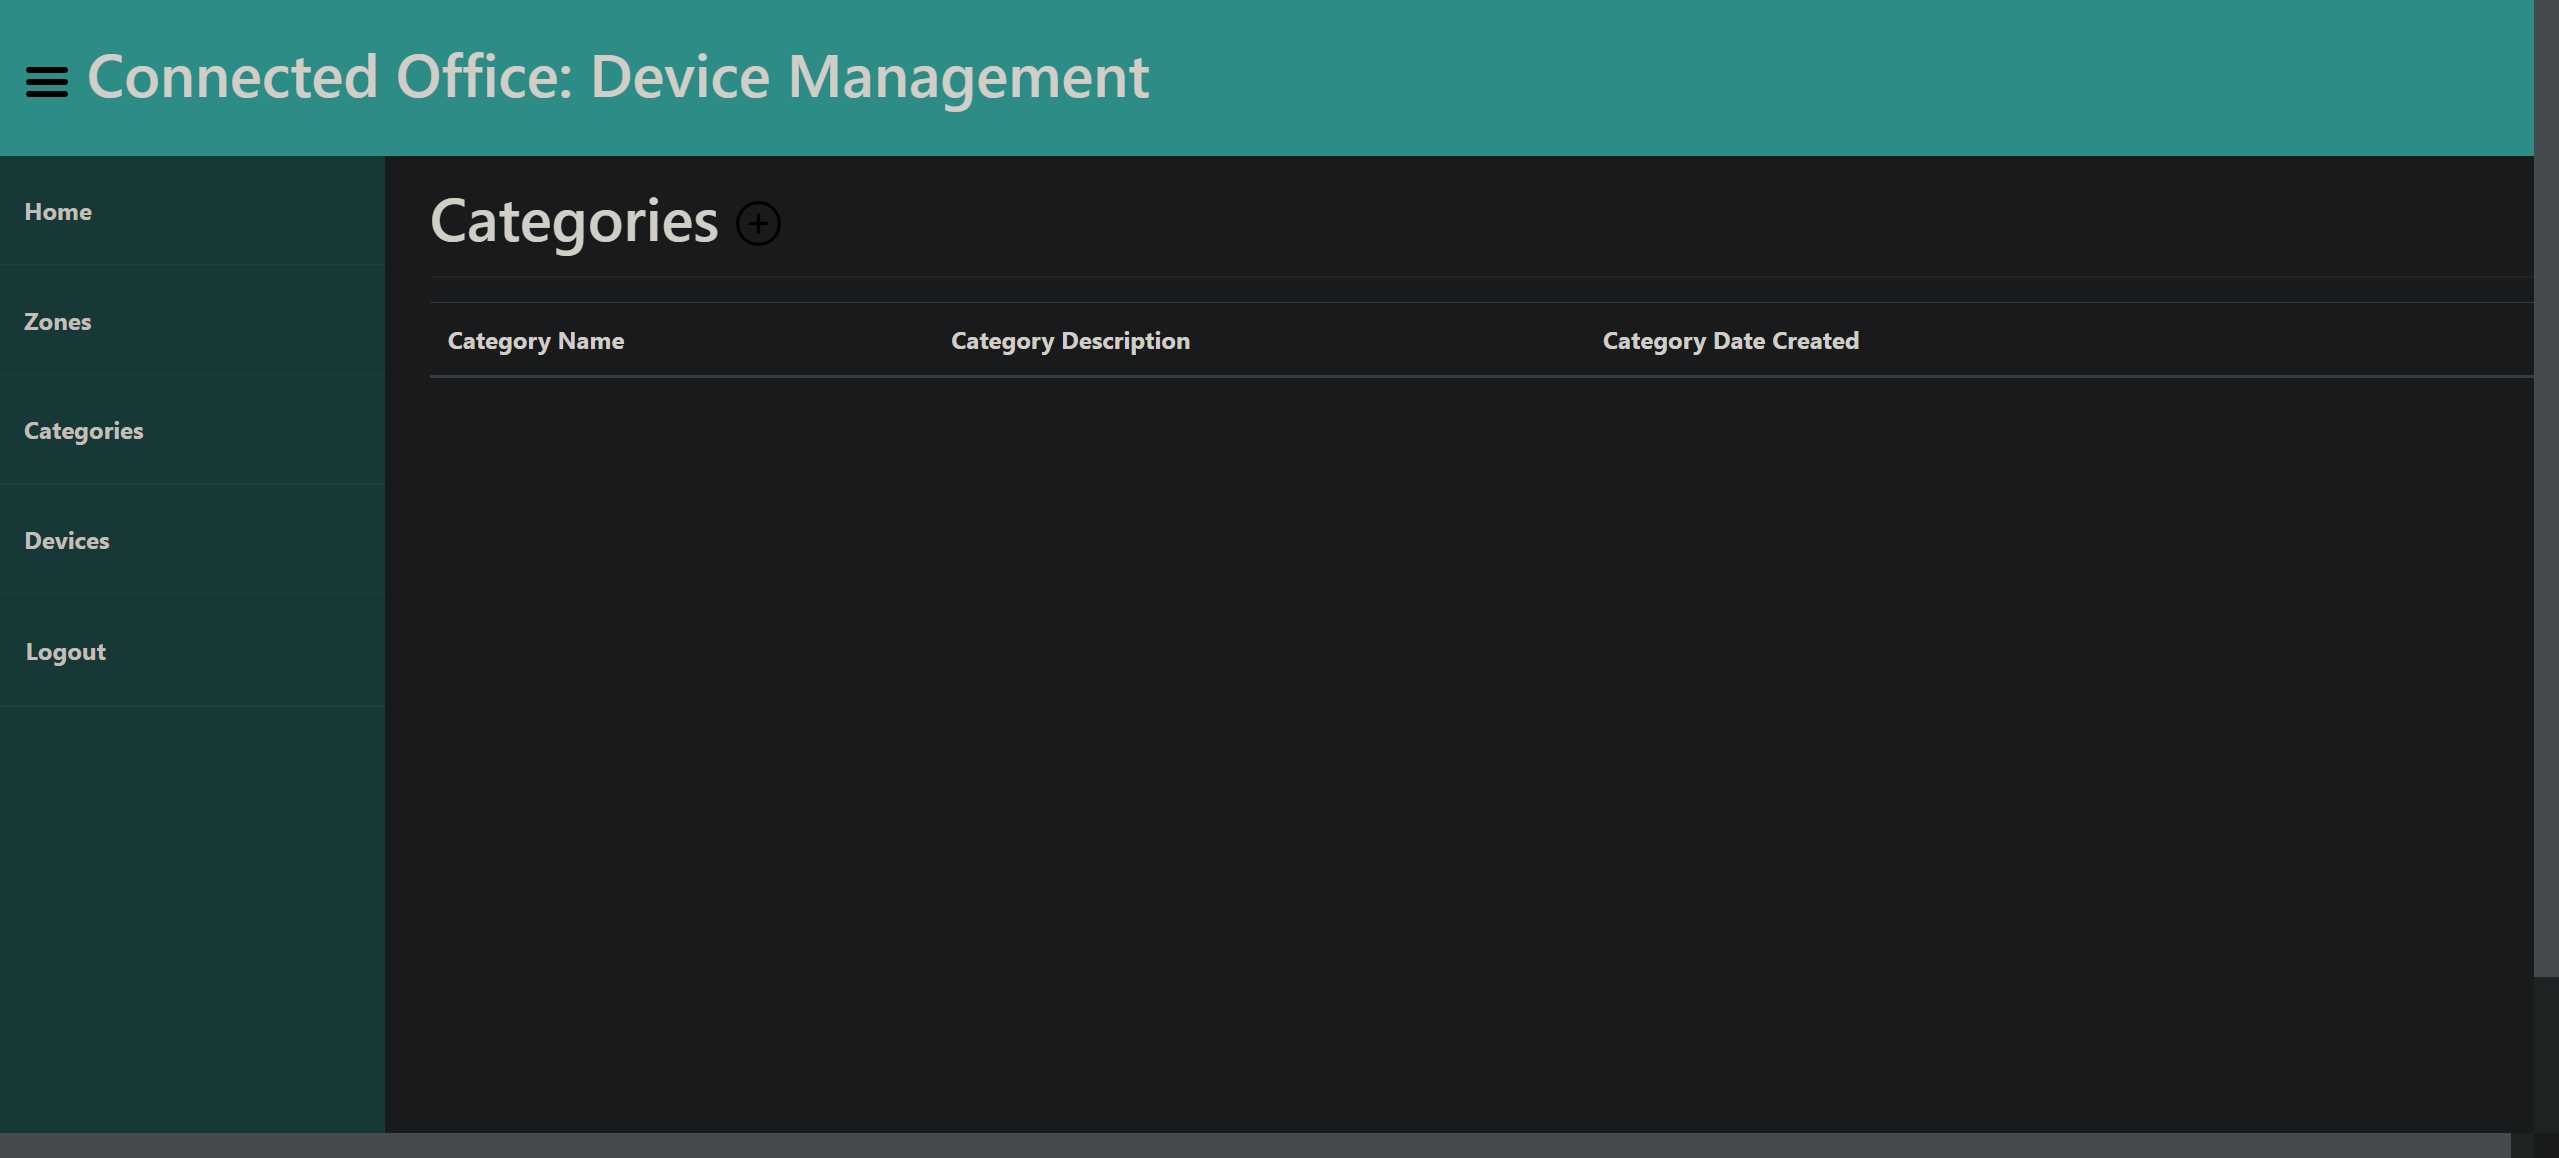 Connected Office: Device Management
Home
Zones
Categories
Devices
Logout
Categories
Category Name Category Description Category Date Created